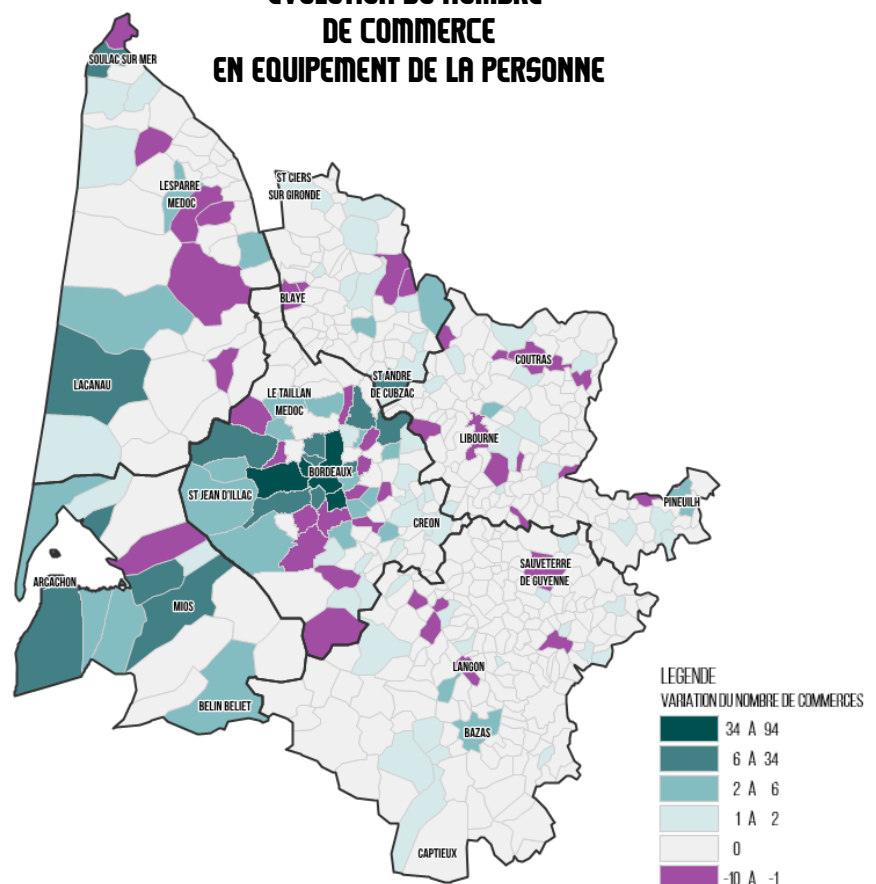 EVOLUTION DU NOMBRE
DE COMMERCE
EN EQUIPEMENT DE LA PERSONNE
SOULAC SUR MER
LESPARRE
MEDOC
ST CIERS
SUR GIRONDE
BLAYE
LACANAU
LE TAILLAN
MEDOC
ST ANDRE
DE CUBZAC
COUTRAS
LIBOURNE
BORDEAUX
ST JEAN D'ILLAC
CREON
PINEUILH
ARCACHON
MIOS
SAUVETERRE
DE GUYENNE
LANGON
BELIN BELIET
BAZAS
CAPTIEUX
LEGENDE
VARIATION DU NOMBRE DE COMMERCES
34 A 94
6 A 34
2 A 6
1 A 2
0
-10 A -1